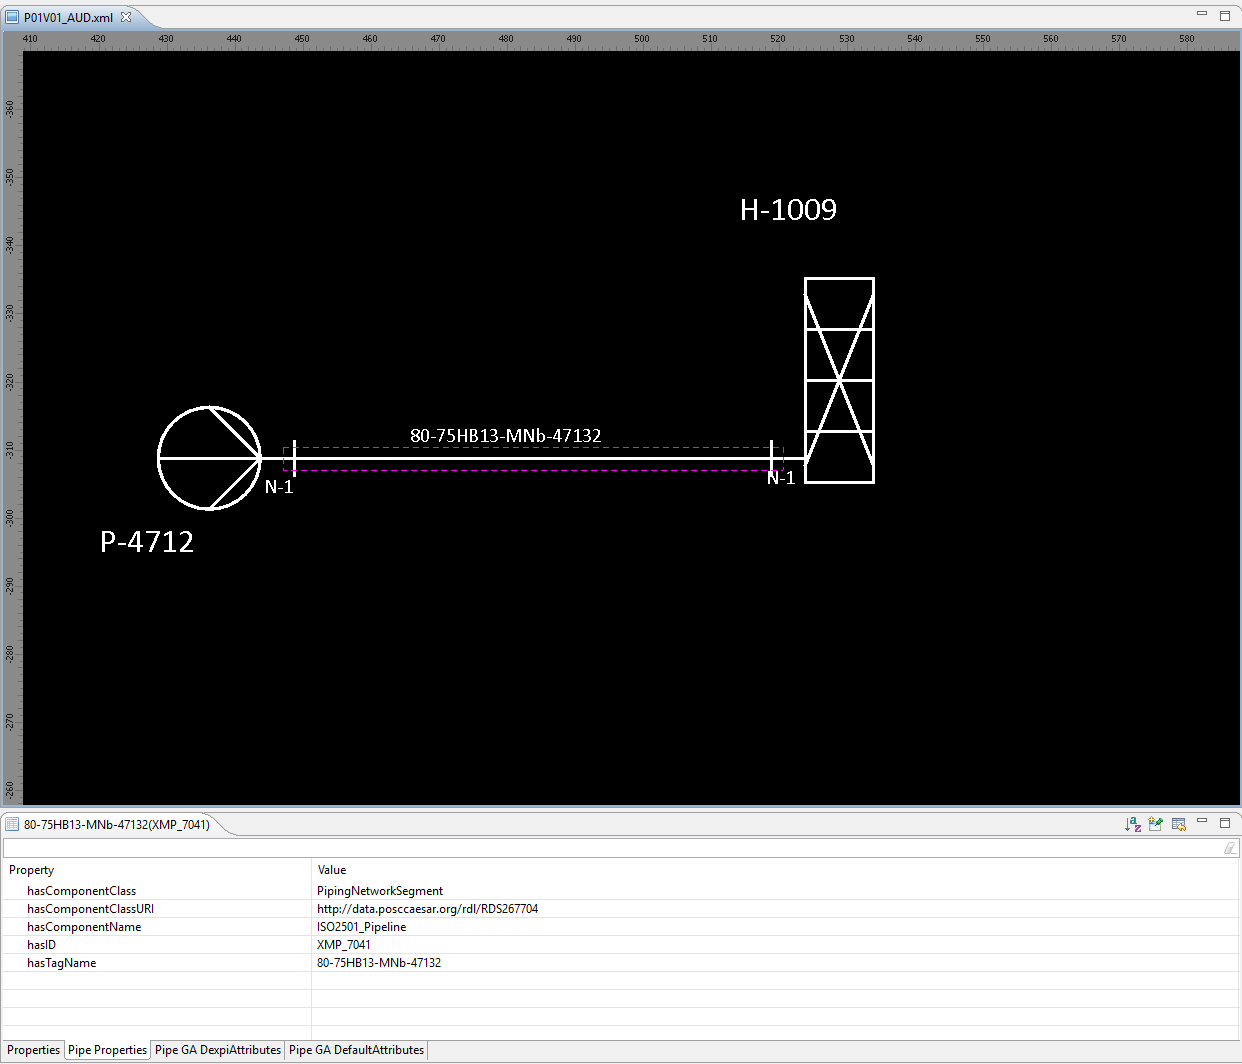 P01V01_AUD.xml
410 420 430 440 450 460 470 480 490 500 510 520 530 540 550 560 570 580
-360
-350
-340
-330
-320
-310
-300
-290
-280
-270
-260
H-1009
80-75HB13-MNb-47132
N-1
N-1
P-4712
80-75HB13-MNb-47132(XMP_7041)
Property Value
hasComponentClass PipingNetworkSegment
hasComponentClassURI http://data.posccaesar.org/rdl/RDS267704
hasComponentName ISO2501_Pipeline
hasID XMP_7041
hasTagName 80-75HB13-MNb-47132
Properties Pipe Properties Pipe GA DexpiAttributes Pipe GA DefaultAttributes